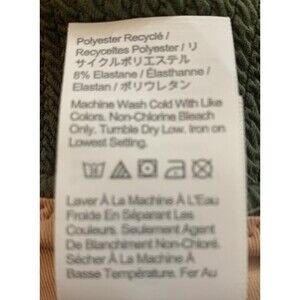 Polyester Recyclé /
Recyceltes Polyester / リ
サイクルポリエステル
8% Elastane / Élasthanne /
Elastan / ポリウレタン
Machine Wash Cold With Like
Colors. Non-Chlorine Bleach
Only. Tumble Dry Low. Iron on
Lowest Setting.
Laver À La Machine À L'Eau
Froide En Séparant Les
Couleurs. Seulement Agent
De Blanchiment Non-Chloré.
Sécher À La Machine À
Basse Température. Fer Au